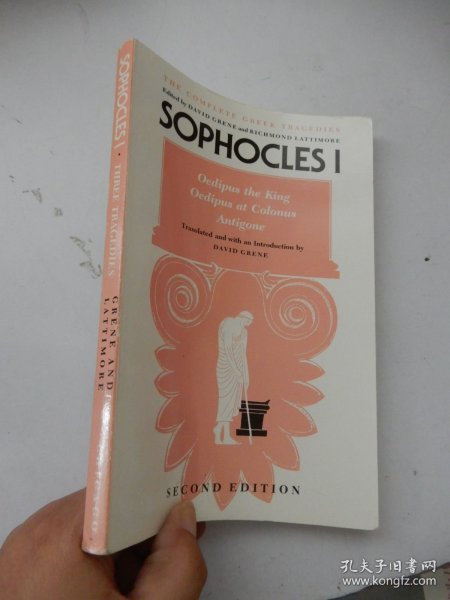 THE COMPLETE GREEK TRAGEDIES
Edited by DAVID GRENE and RICHMOND LATTIMORE
SOPHOCLES I
Oedipus the King
Oedipus at Colonus
Antigone
Translated and with an Introduction by
DAVID GRENE
SECOND EDITION
SOPHOCLES I · THREE TRAGEDIES
GRENE AND
LATTIMORE
孔夫子旧书网
www.kongfz.com